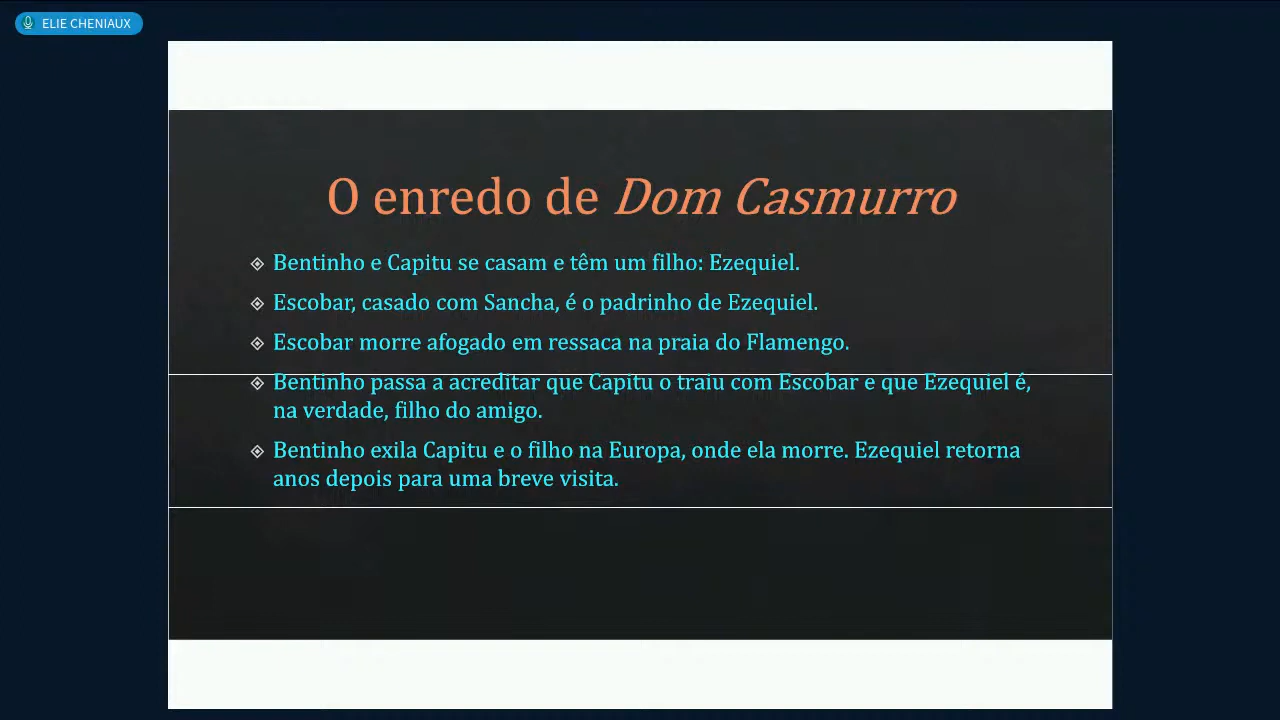 ELIE CHENIAUX
O enredo de Dom Casmurro
Bentinho e Capitu se casam e têm um filho: Ezequiel.
Escobar, casado com Sancha, é o padrinho de Ezequiel.
Escobar morre afogado em ressaca na praia do Flamengo.
Bentinho passa a acreditar que Capitu o traiu com Escobar e que Ezequiel é,
na verdade, filho do amigo.
Bentinho exila Capitu e o filho na Europa, onde ela morre. Ezequiel retorna
anos depois para uma breve visita.